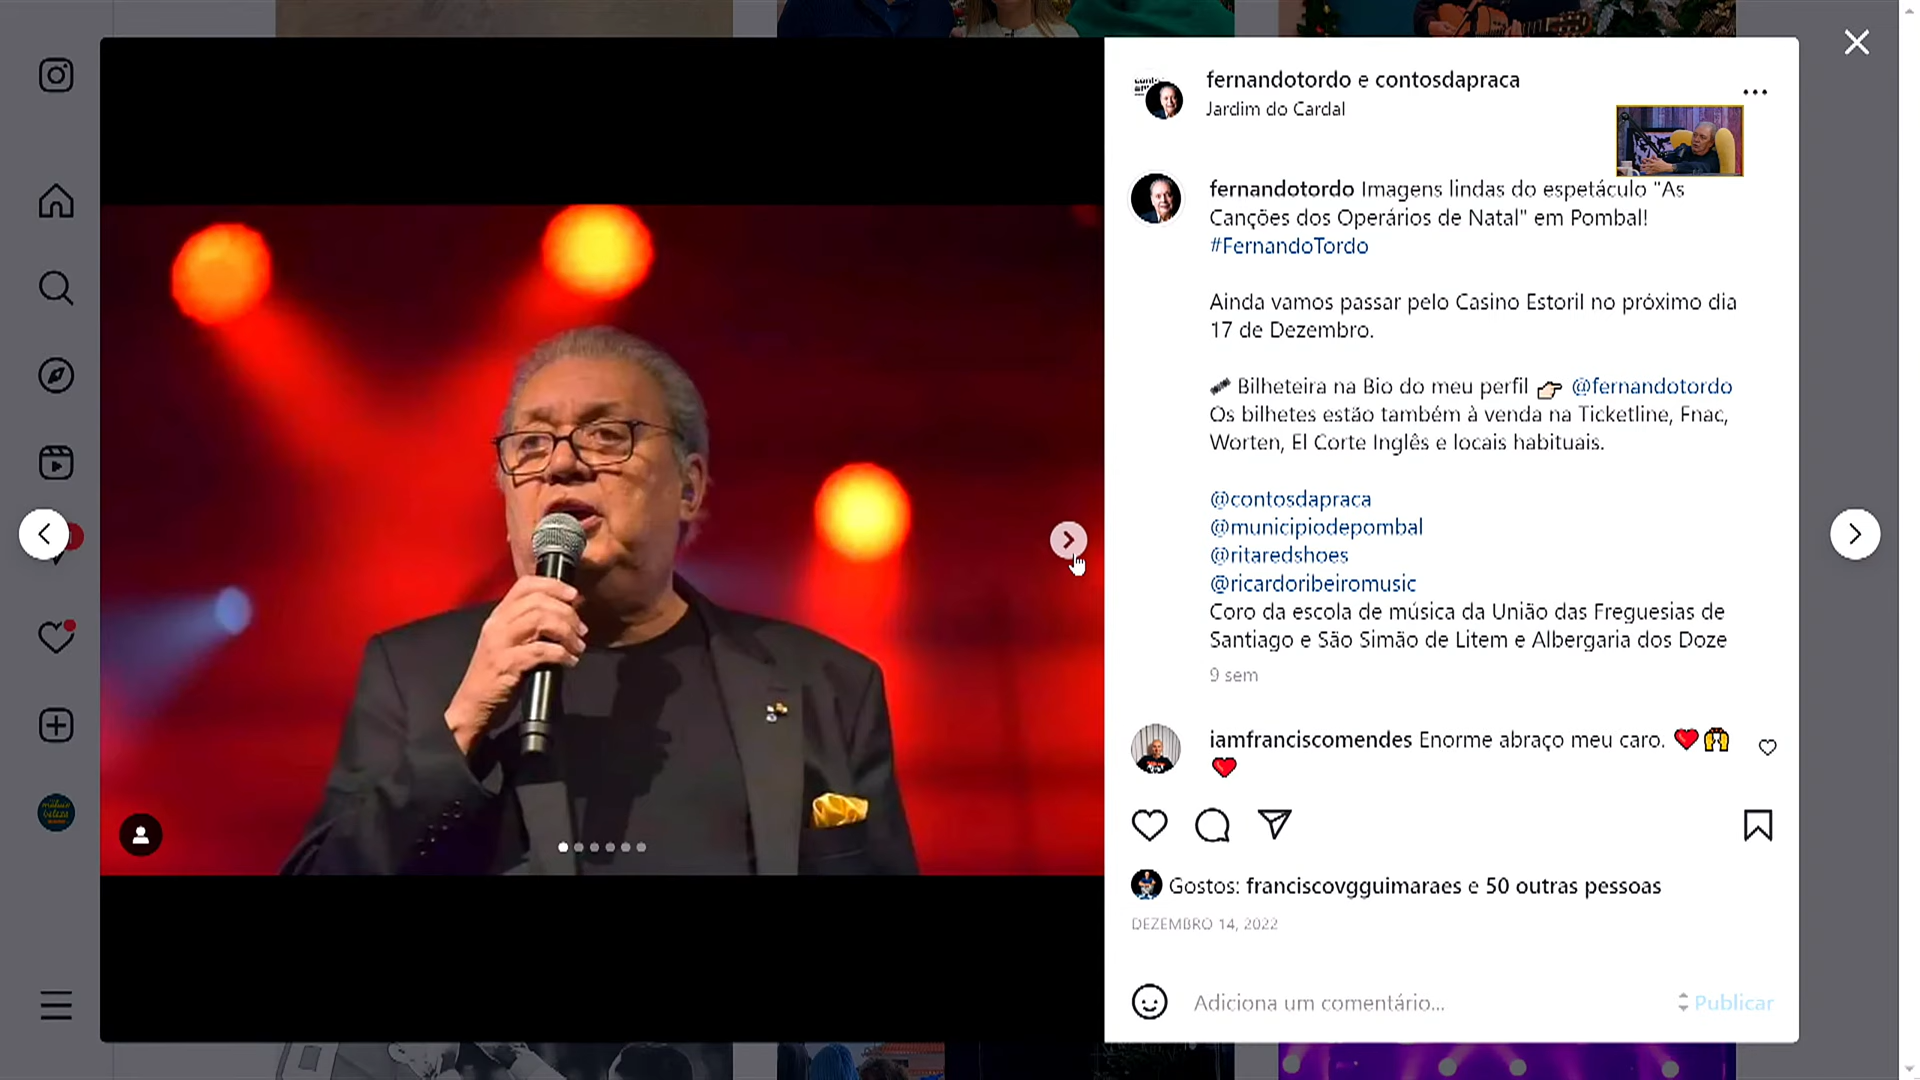 fernandotordo e contosdapraca
Jardim do Cardal
fernandotordo Imagens lindas do espetáculo "As
Canções dos Operários de Natal" em Pombal!
#FernandoTordo
Ainda vamos passar pelo Casino Estoril no próximo dia
17 de Dezembro.
Bilheteira na Bio do meu perfil 👉🏻 @fernandotordo
Os bilhetes estão também à venda na Ticketline, Fnac,
Worten, El Corte Inglês e locais habituais.
@contosdapraca
@municipiodepombal
@ritaredshoes
@ricardoribeiromusic
Coro da escola de música da União das Freguesias de
Santiago e São Simão de Litem e Albergaria dos Doze
9 sem
iamfranciscomendes Enorme abraço meu caro. ❤️🙌
❤️
Gostos: franciscovgguimaraes e 50 outras pessoas
DEZEMBRO 14, 2022
Adiciona um comentário... Publicar